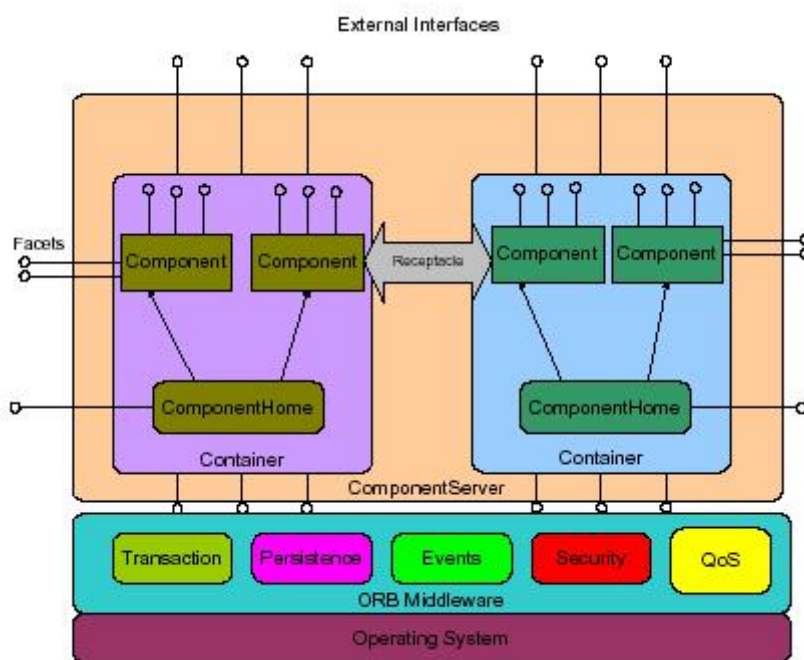 External Interfaces
Facets
Component
Component
Receptacle
Component
Component
ComponentHome
ComponentHome
Container
Container
ComponentServer
Transaction
Persistence
Events
Security
QoS
ORB Middleware
Operating System